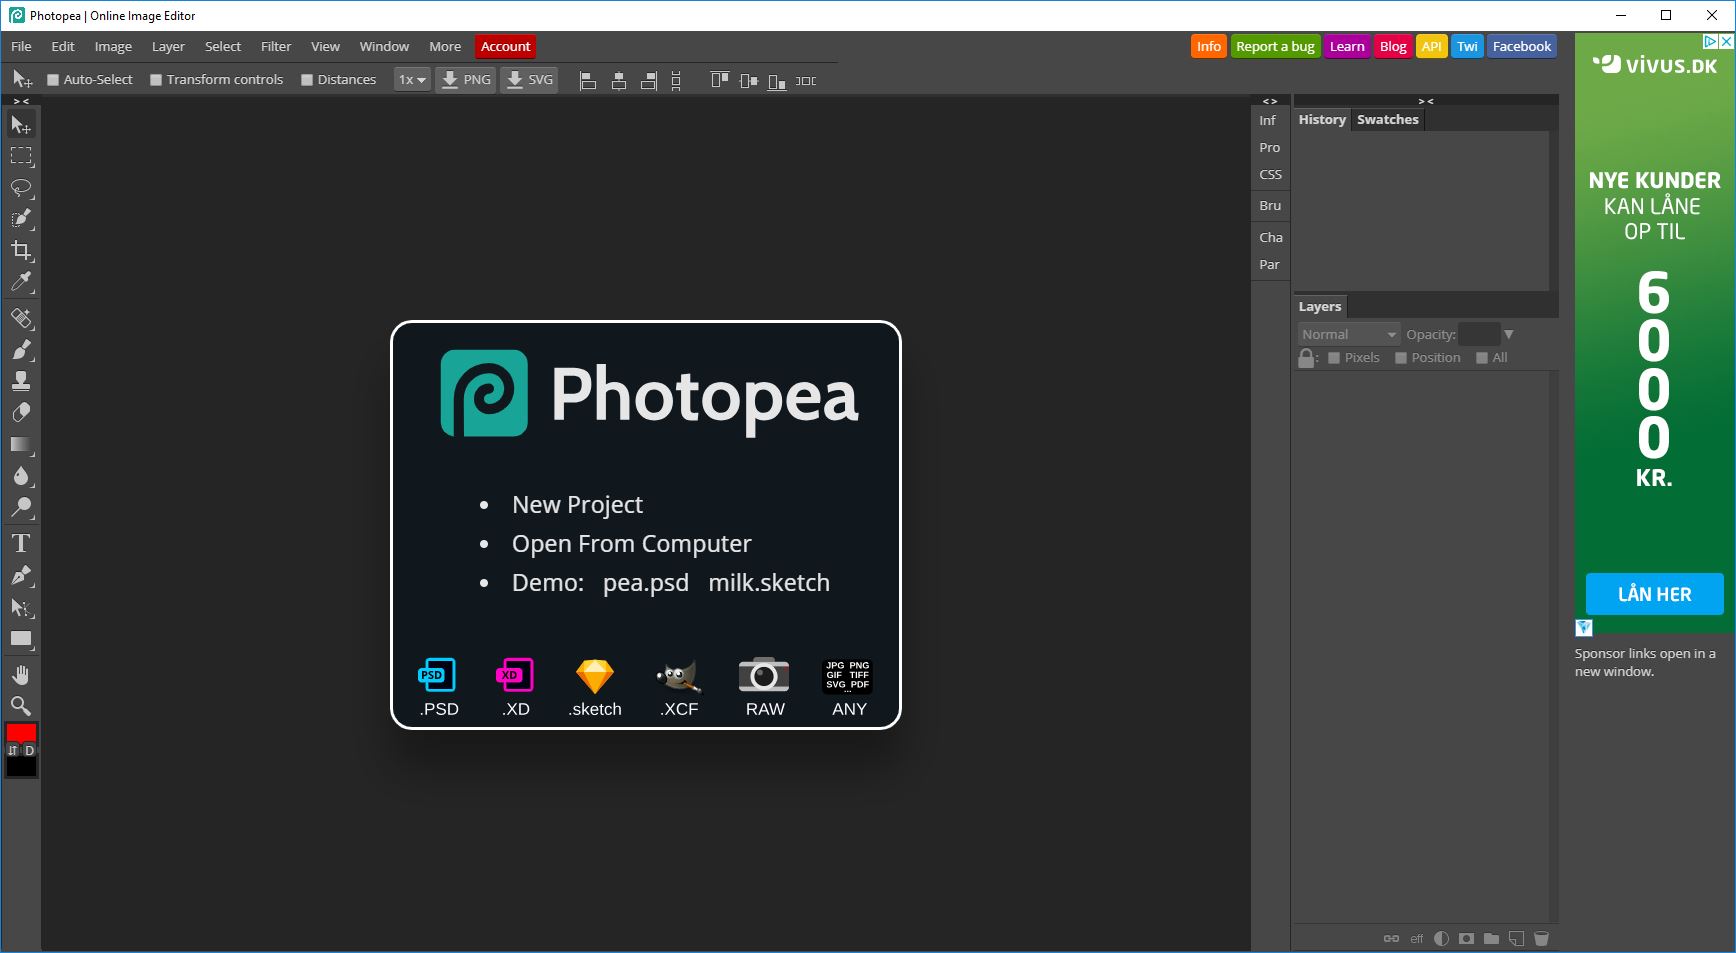 Photopea | Online Image Editor
File Edit Image Layer Select Filter View Window More Account Info Report a bug Learn Blog API Twi Facebook
Auto-Select Transform controls Distances 1x PNG SVG
> < < > > <
Inf
Pro
CSS
Bru
Cha
Par
History Swatches
Layers
Normal Opacity:
: Pixels Position All
Photopea
• New Project
• Open From Computer
• Demo: pea.psd milk.sketch
PSD XD JPG PNG
GIF TIFF
SVG PDF
...
.PSD .XD .sketch .XCF RAW ANY
T
D
eff
VIVUS.DK
NYE KUNDER
KAN LÅNE
OP TIL
6
0
0
0
KR.
LÅN HER
Sponsor links open in a
new window.